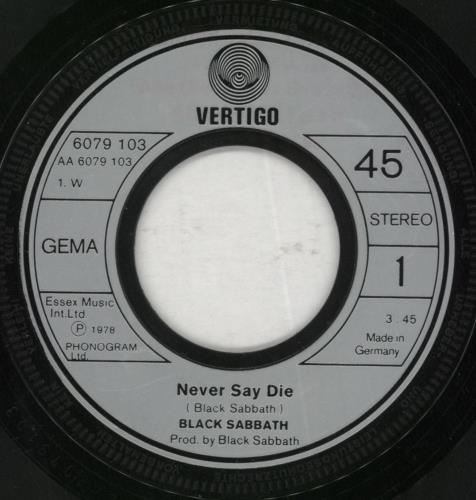 VERTIGO
6079 103
AA 6079 103
1. W
GEMA
Essex Music
Int.Ltd
Ⓟ 1978
PHONOGRAM
Ltd.
45
STEREO
1
3.45
Made in
Germany
Never Say Die
(Black Sabbath)
BLACK SABBATH
Prod. by Black Sabbath